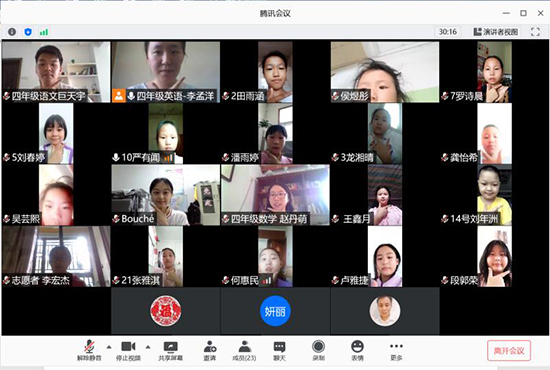 腾讯会议
30:16
演讲者视图
四年级语文巨天宇
四年级英语-李孟洋
2田雨涵
侯煜彤
7罗诗晨
5刘春婷
10严有闻
潘雨婷
3龙湘晴
龚怡希
吴芸熙
Bouché
四年级数学 赵丹萌
王鑫月
14号刘年洲
志愿者 李宏杰
21张雅淇
何惠民
卢雅捷
段郭荣
福
妍丽
解除静音
停止视频
共享屏幕
邀请
成员(23)
聊天
录制
表情
更多
离开会议